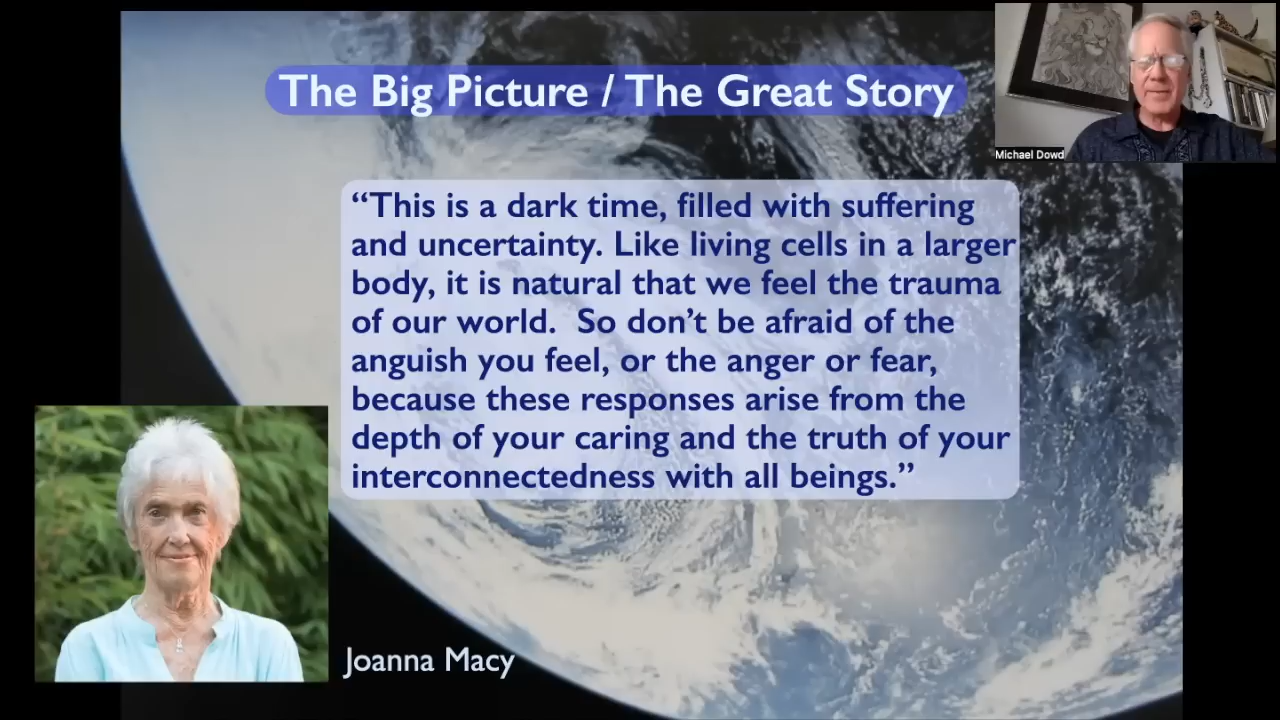 The Big Picture / The Great Story
Michael Dowd
“This is a dark time, filled with suffering
and uncertainty. Like living cells in a larger
body, it is natural that we feel the trauma
of our world.  So don’t be afraid of the
anguish you feel, or the anger or fear,
because these responses arise from the
depth of your caring and the truth of your
interconnectedness with all beings.”
Joanna Macy